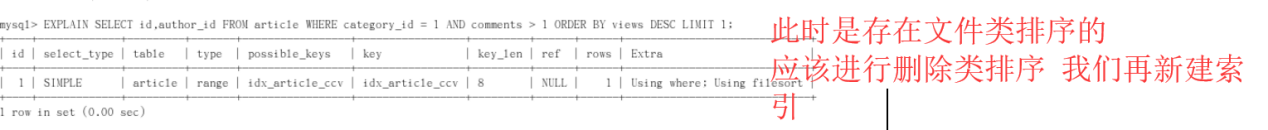 mysql> EXPLAIN SELECT id,author_id FROM article WHERE category_id = 1 AND comments > 1 ORDER BY views DESC LIMIT 1;
| id | select_type | table | type | possible_keys | key | key_len | ref | rows | Extra |
| 1 | SIMPLE | article | range | idx_article_ccv | idx_article_ccv | 8 | NULL | 1 | Using where; Using filesort |
1 row in set (0.00 sec)
此时是存在文件类排序的
应该进行删除类排序 我们再新建索
引